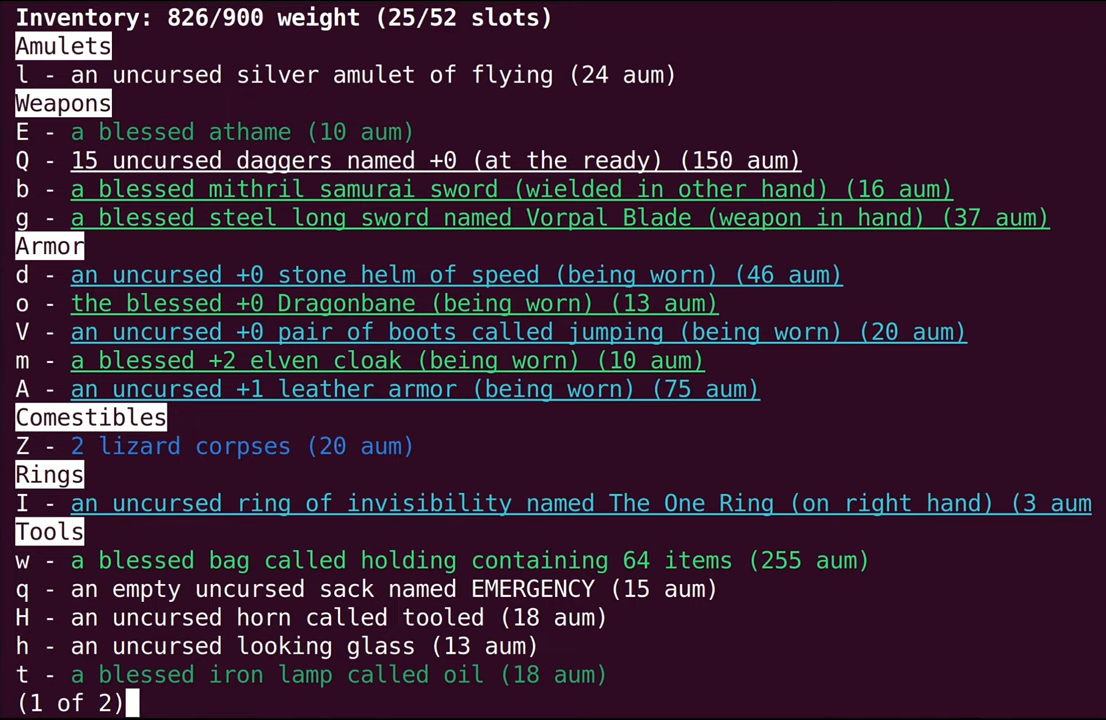 Inventory: 826/900 weight (25/52 slots)
Amulets
l - an uncursed silver amulet of flying (24 aum)
Weapons
E - a blessed athame (10 aum)
Q - 15 uncursed daggers named +0 (at the ready) (150 aum)
b - a blessed mithril samurai sword (wielded in other hand) (16 aum)
g - a blessed steel long sword named Vorpal Blade (weapon in hand) (37 aum)
Armor
d - an uncursed +0 stone helm of speed (being worn) (46 aum)
o - the blessed +0 Dragonbane (being worn) (13 aum)
V - an uncursed +0 pair of boots called jumping (being worn) (20 aum)
m - a blessed +2 elven cloak (being worn) (10 aum)
A - an uncursed +1 leather armor (being worn) (75 aum)
Comestibles
Z - 2 lizard corpses (20 aum)
Rings
I - an uncursed ring of invisibility named The One Ring (on right hand) (3 aum
Tools
w - a blessed bag called holding containing 64 items (255 aum)
q - an empty uncursed sack named EMERGENCY (15 aum)
H - an uncursed horn called tooled (18 aum)
h - an uncursed looking glass (13 aum)
t - a blessed iron lamp called oil (18 aum)
(1 of 2)